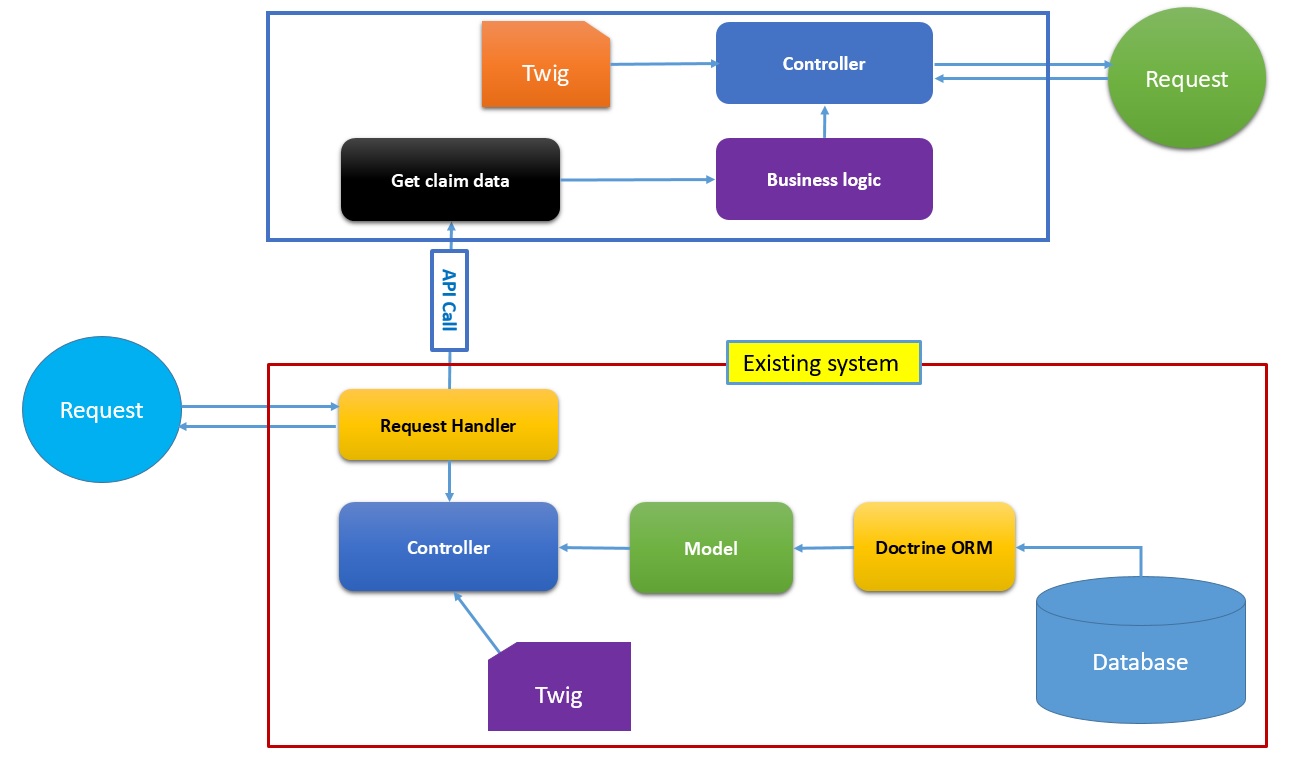 Twig
Controller
Request
Get claim data
Business logic
API Call
Existing system
Request
Request Handler
Controller
Model
Doctrine ORM
Database
Twig